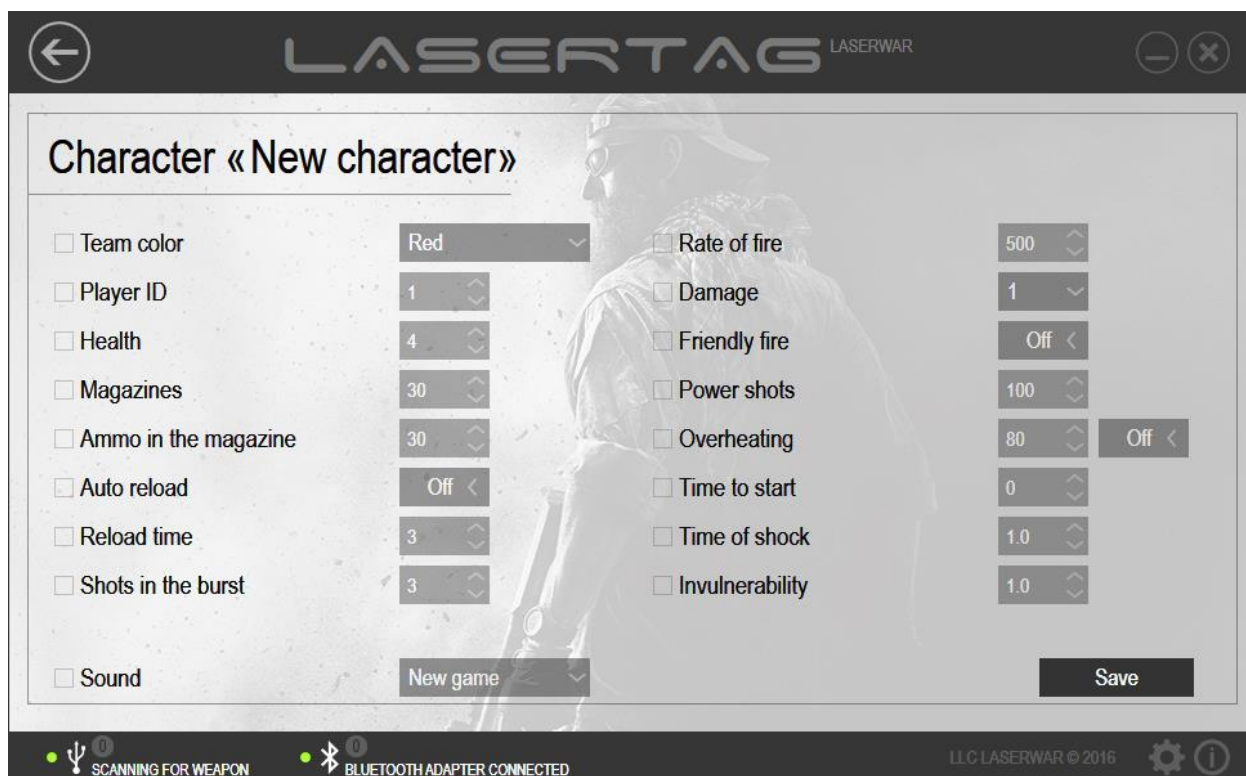 LASERTAG LASERWAR
Character «New character»
Team color Red Rate of fire 500
Player ID 1 Damage 1
Health 4 Friendly fire Off
Magazines 30 Power shots 100
Ammo in the magazine 30 Overheating 80 Off
Auto reload Off Time to start 0
Reload time 3 Time of shock 1.0
Shots in the burst 3 Invulnerability 1.0
Sound New game Save
0 0
SCANNING FOR WEAPON BLUETOOTH ADAPTER CONNECTED LLC LASERWAR © 2016